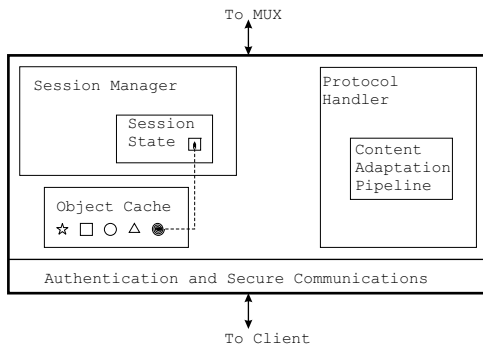 To MUX
Session Manager
Session
State
Object Cache
Protocol
Handler
Content
Adaptation
Pipeline
Authentication and Secure Communications
To Client